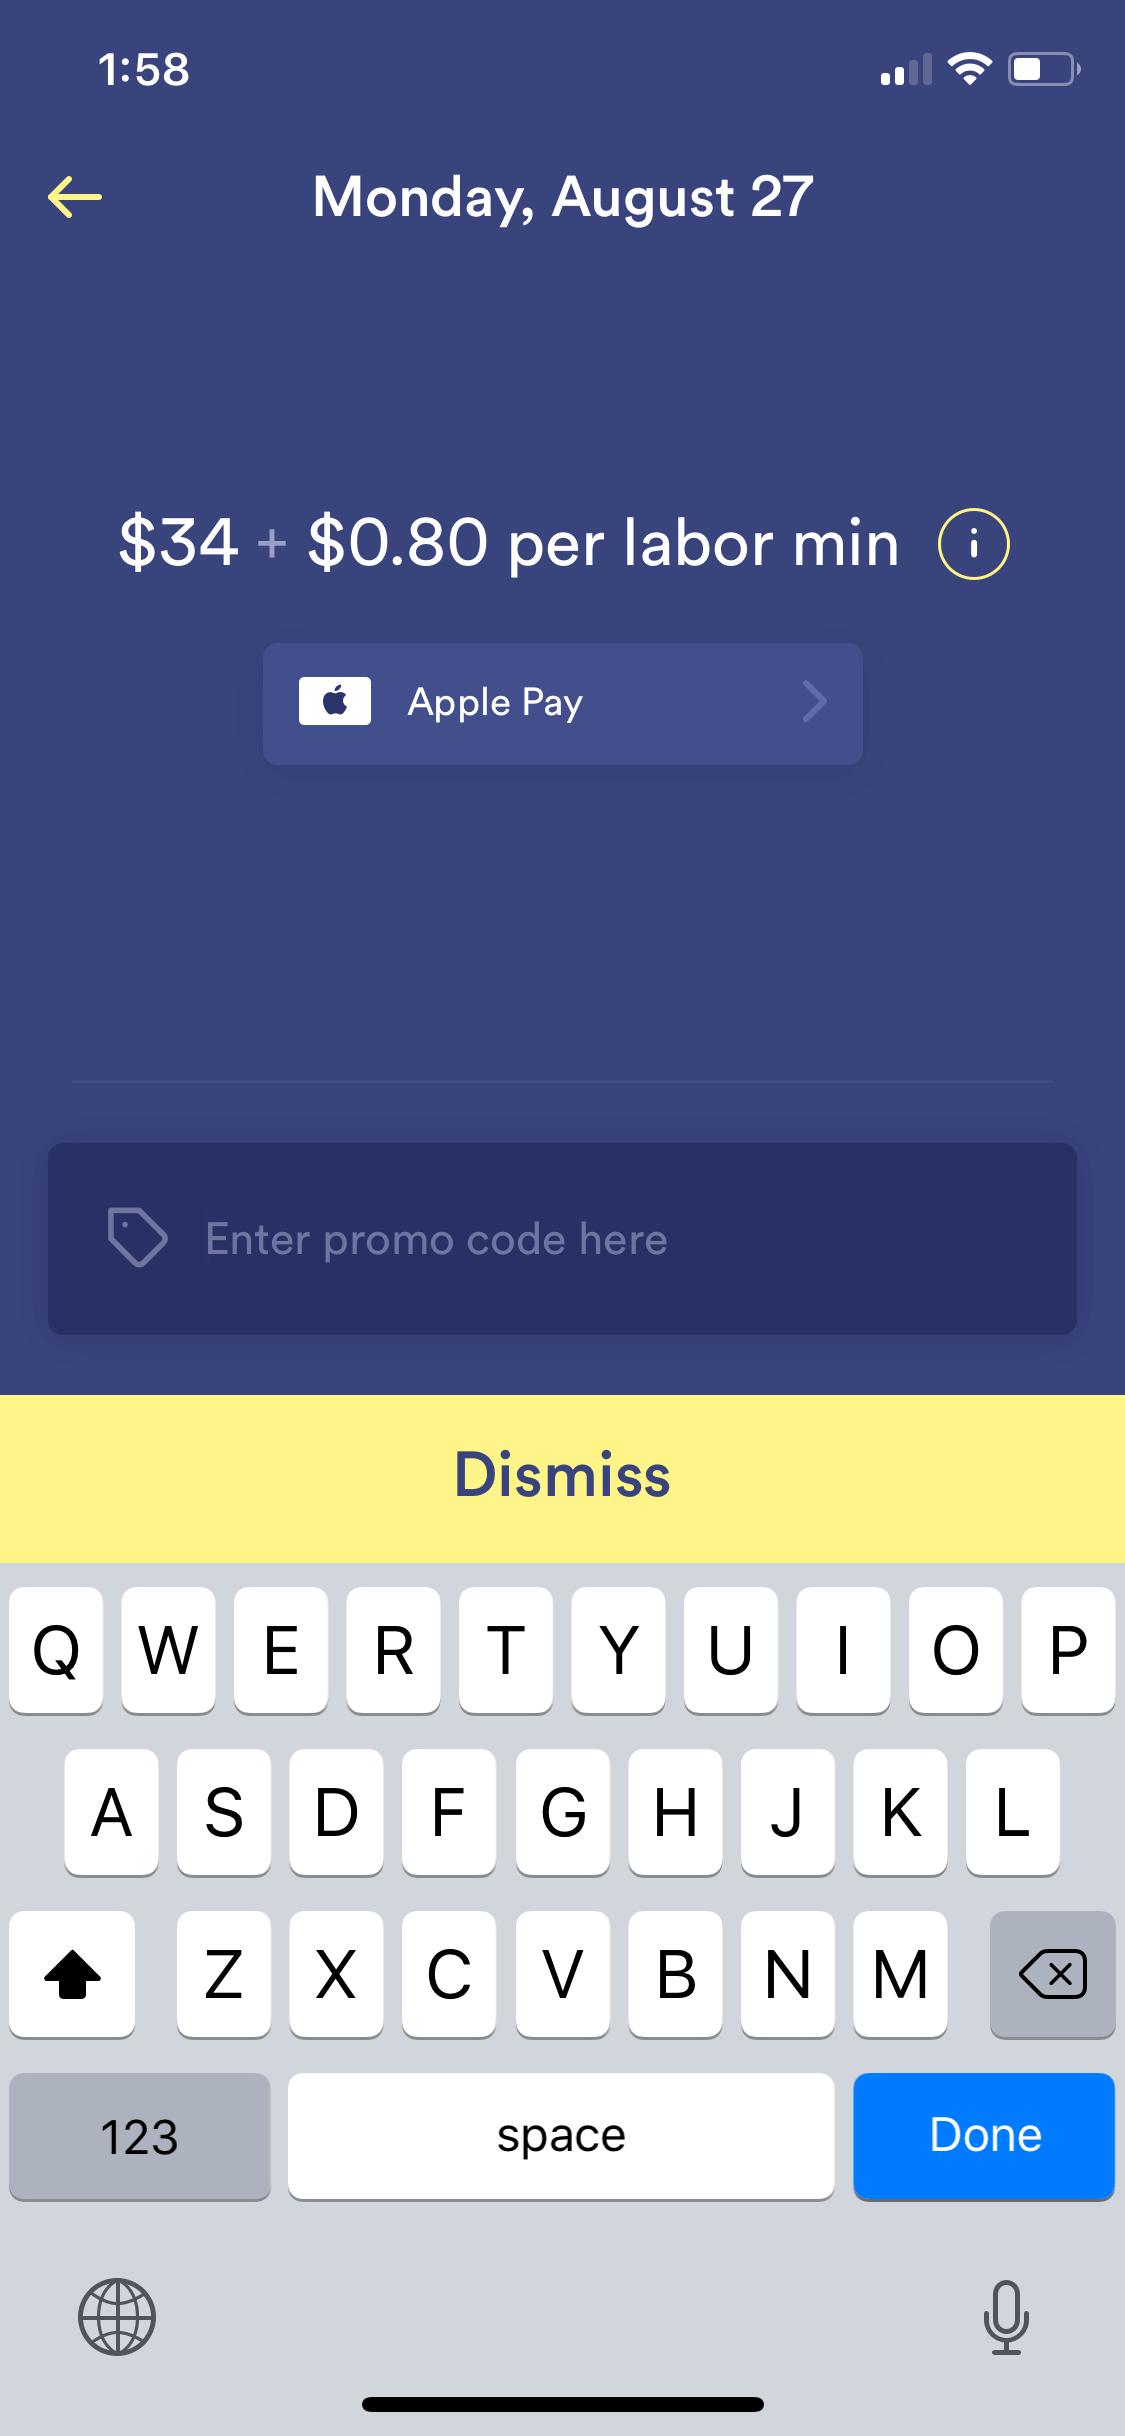 1:58
Monday, August 27
$34 + $0.80 per labor min
Apple Pay
Enter promo code here
Dismiss
Q W E R T Y U I O P
A S D F G H J K L
Z X C V B N M
123 space Done